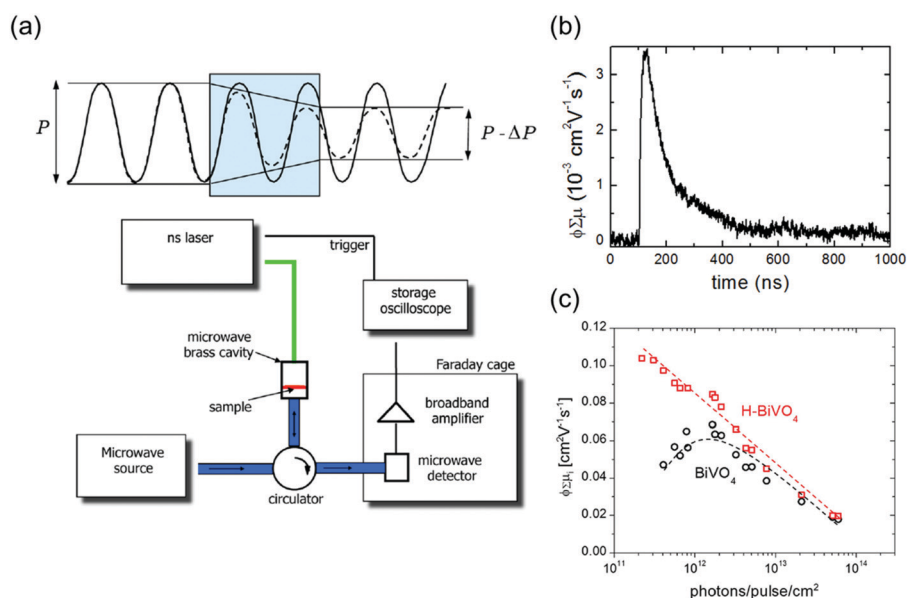 (a)
P
P - ΔP
ns laser
trigger
storage
oscilloscope
microwave
brass cavity
sample
Faraday cage
broadband
amplifier
Microwave
source
microwave
detector
circulator
(b)
ϕΣμ (10⁻³ cm²V⁻¹s⁻¹)
3
2
1
0
0 200 400 600 800 1000
time (ns)
(c)
ϕΣμᵢ [cm²V⁻¹s⁻¹]
0.12
0.10
0.08
0.06
0.04
0.02
0.00
H-BiVO₄
BiVO₄
10¹¹ 10¹² 10¹³ 10¹⁴
photons/pulse/cm²